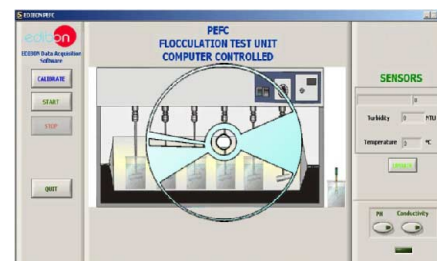 EDIBON PEFC
edibon
EDIBON Data Acquisition
Software
CALIBRATE
START
STOP
QUIT
PEFC
FLOCCULATION TEST UNIT
COMPUTER CONTROLLED
SENSORS
0
Turbidity 0 NTU
Temperature 0 ºC
PH Conductivity